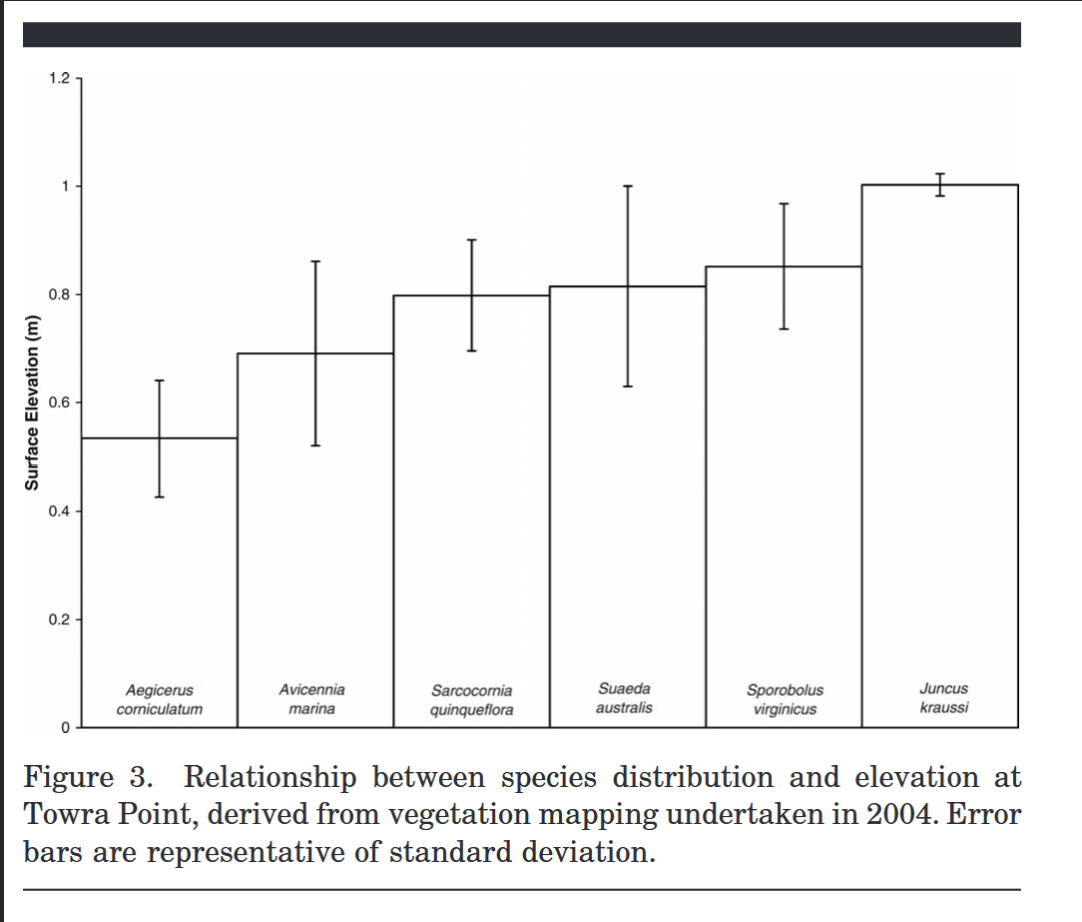 1.2
1
0.8
0.6
0.4
0.2
0
Surface Elevation (m)
Aegicerus
corniculatum
Avicennia
marina
Sarcocornia
quinqueflora
Suaeda
australis
Sporobolus
virginicus
Juncus
kraussi
Figure 3. Relationship between species distribution and elevation at
Towra Point, derived from vegetation mapping undertaken in 2004. Error
bars are representative of standard deviation.